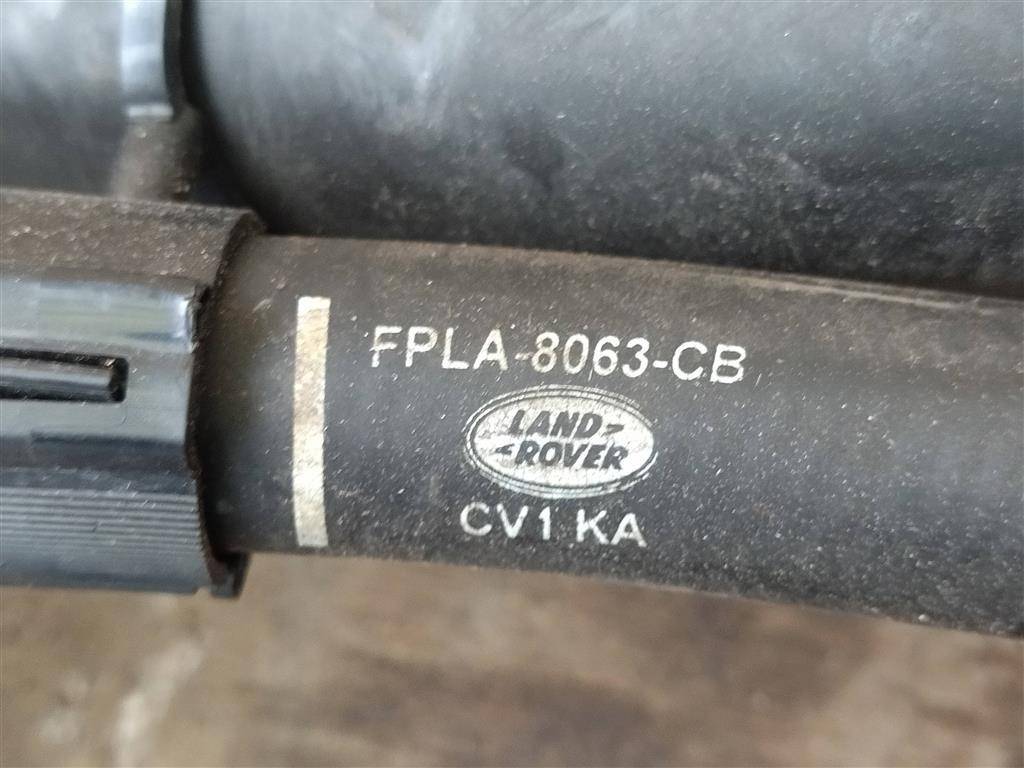 FPLA-8063-CB
LAND>
<ROVER
CV1 KA